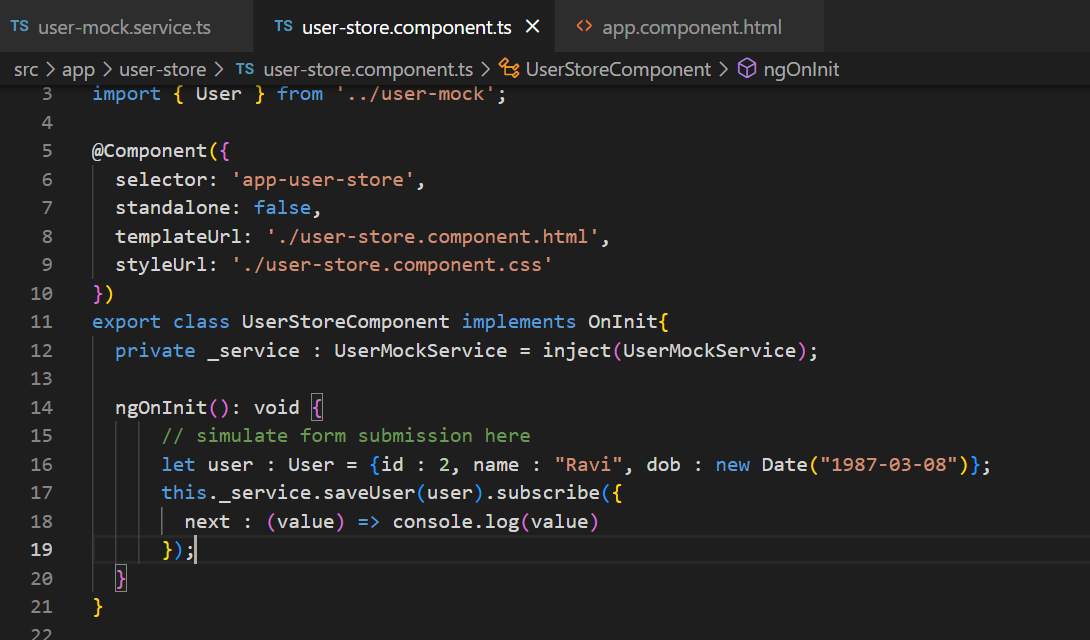 TS user-mock.service.ts TS user-store.component.ts × <> app.component.html
src > app > user-store > TS user-store.component.ts > UserStoreComponent > ngOnInit
3 import { User } from '../user-mock';
4
5 @Component({
6 selector: 'app-user-store',
7 standalone: false,
8 templateUrl: './user-store.component.html',
9 styleUrl: './user-store.component.css'
10 })
11 export class UserStoreComponent implements OnInit{
12 private _service : UserMockService = inject(UserMockService);
13
14 ngOnInit(): void {
15 // simulate form submission here
16 let user : User = {id : 2, name : "Ravi", dob : new Date("1987-03-08")};
17 this._service.saveUser(user).subscribe({
18 next : (value) => console.log(value)
19 });
20 }
21 }
22